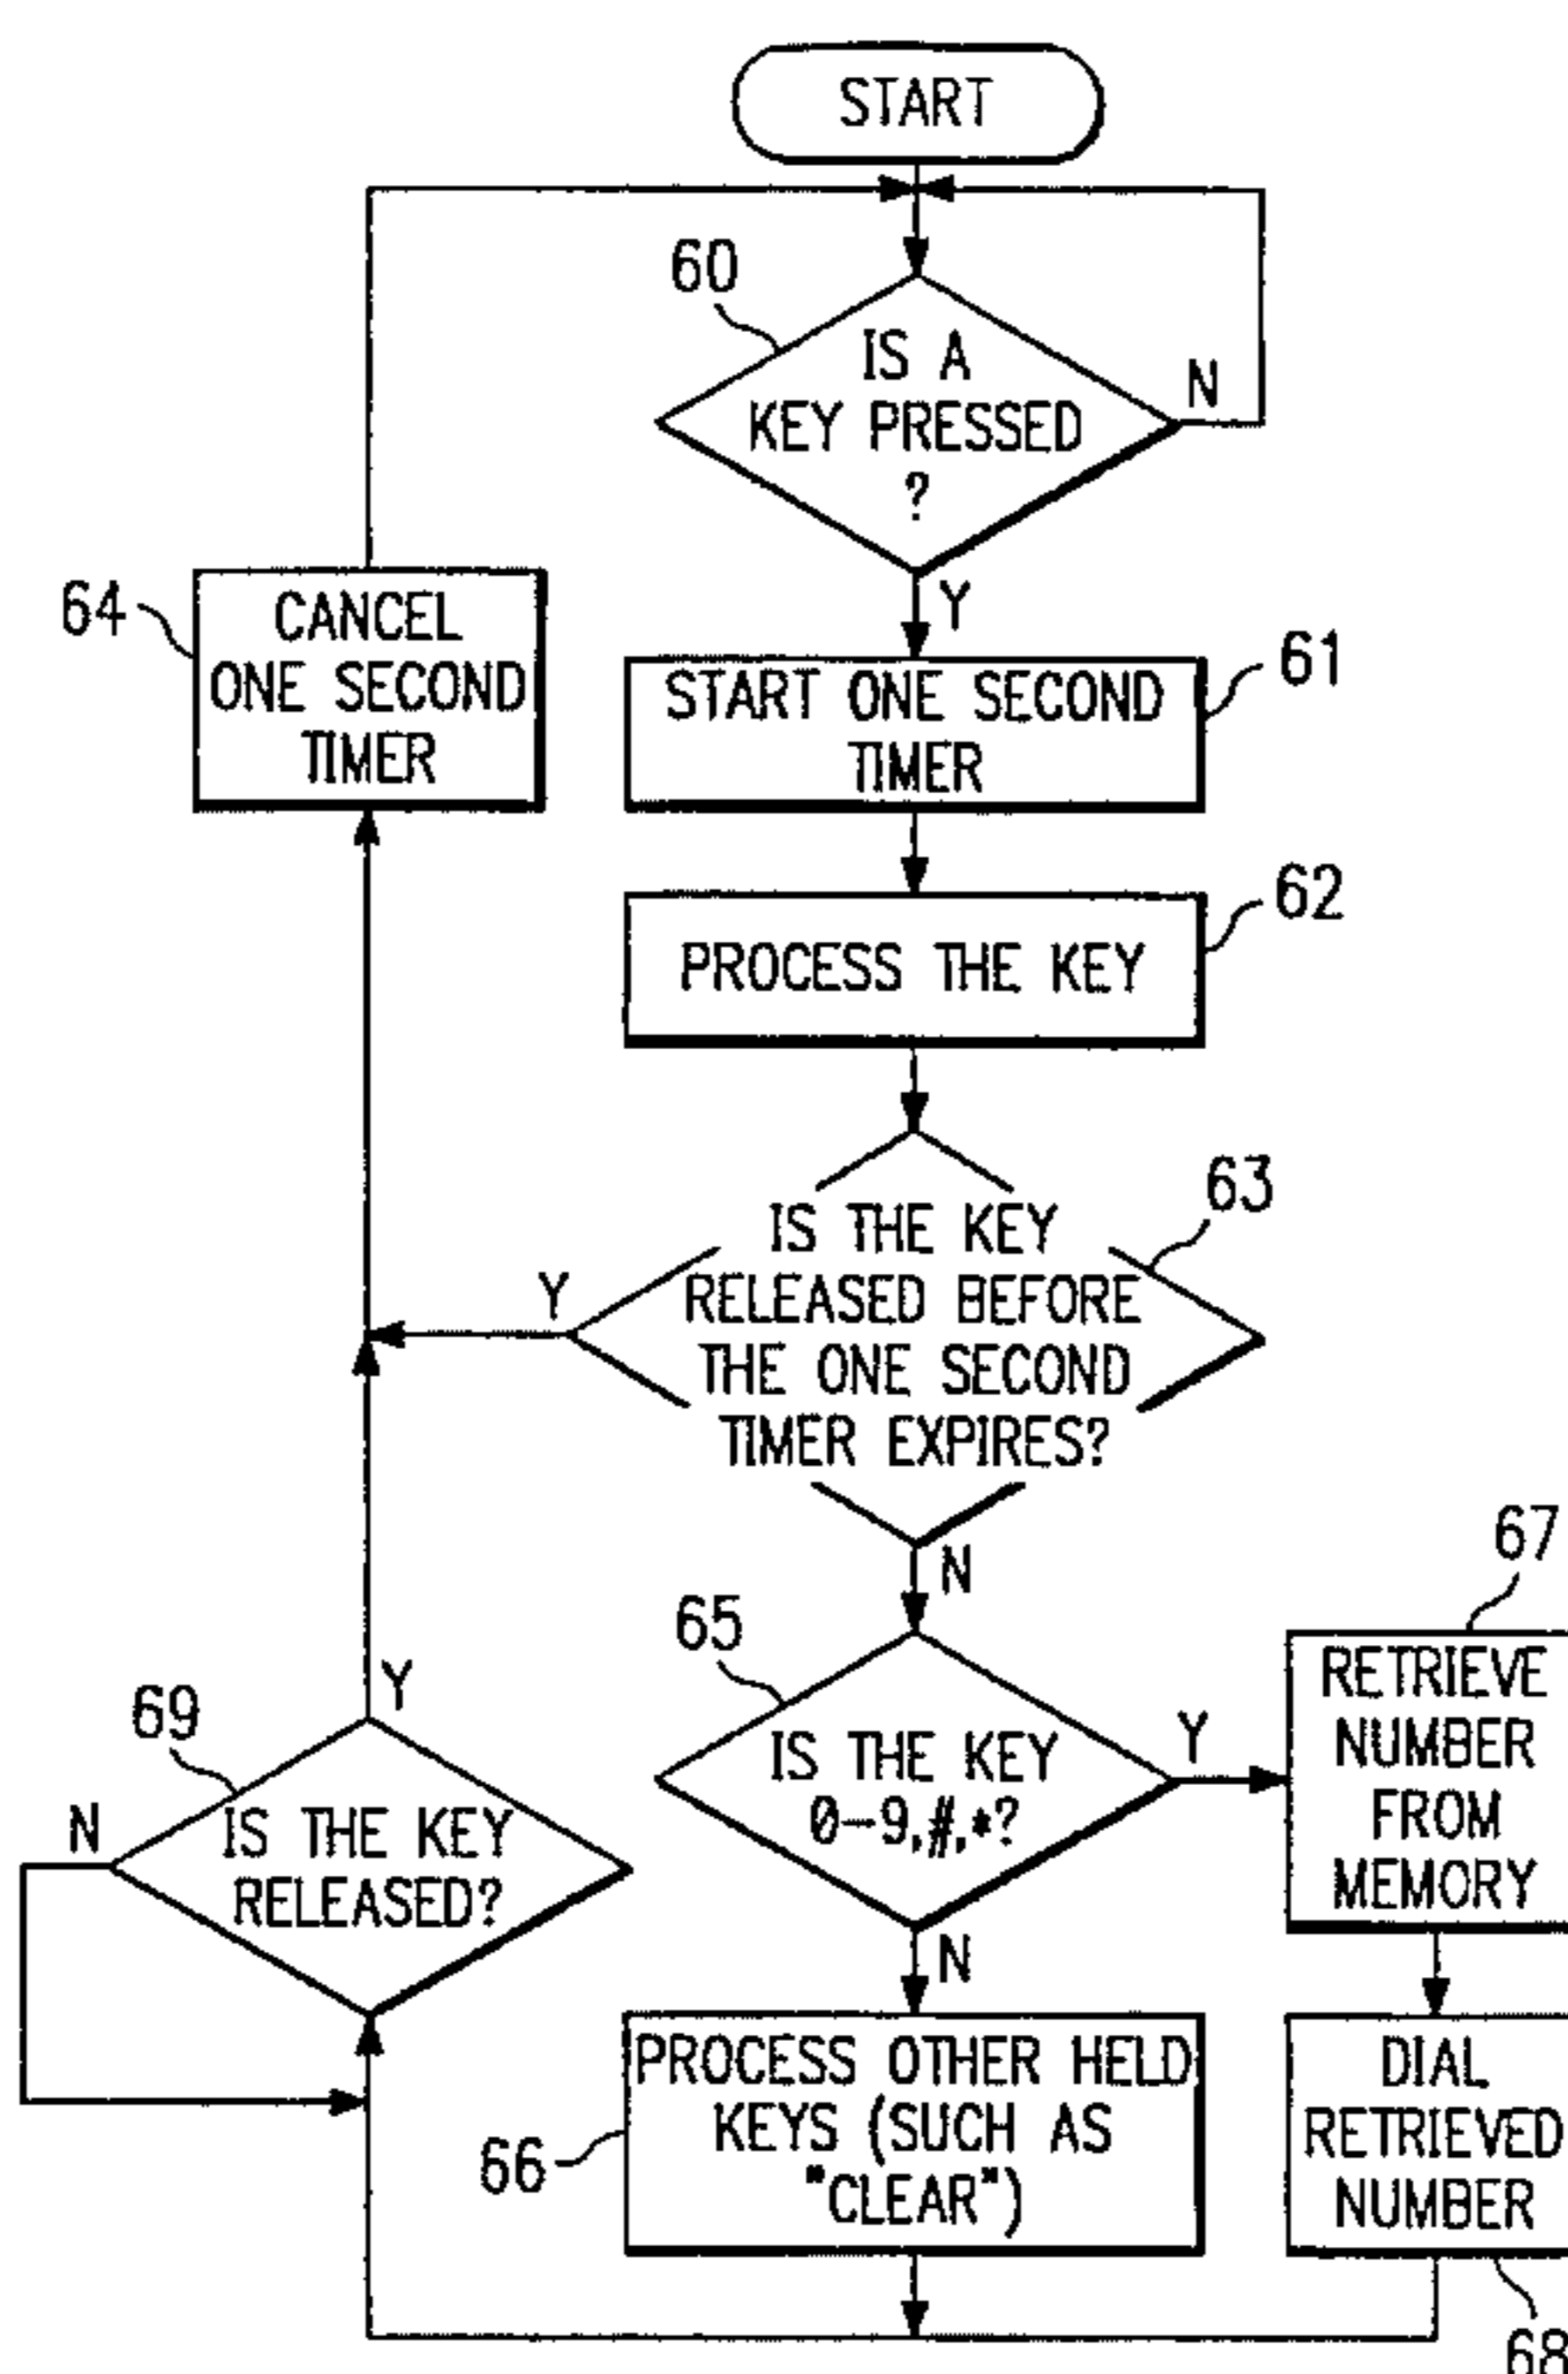 START
60
IS A
KEY PRESSED
?
N
Y
64
CANCEL
ONE SECOND
TIMER
61
START ONE SECOND
TIMER
62
PROCESS THE KEY
63
IS THE KEY
RELEASED BEFORE
THE ONE SECOND
TIMER EXPIRES?
Y
N
67
65
IS THE KEY
0-9,#,*?
Y
N
RETRIEVE
NUMBER
FROM
MEMORY
69
Y
N
IS THE KEY
RELEASED?
66
PROCESS OTHER HELD
KEYS (SUCH AS
"CLEAR")
DIAL
RETRIEVED
NUMBER
68